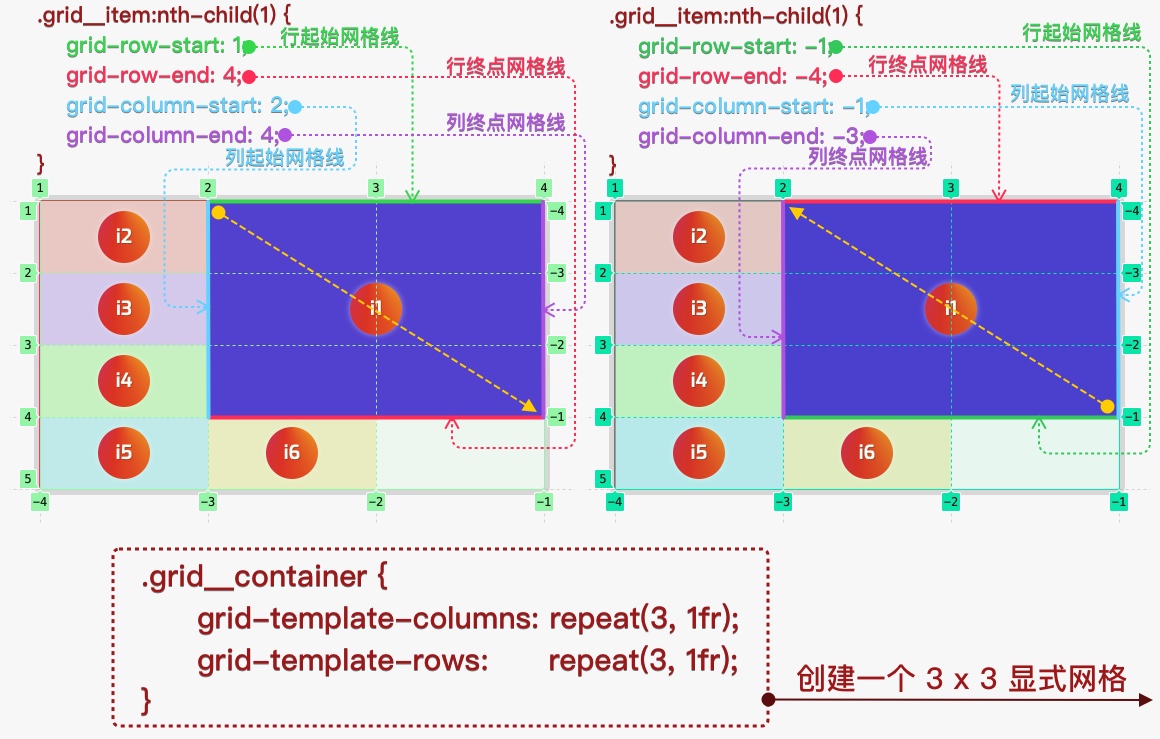 .grid__item:nth-child(1) {
grid-row-start: 1;
行起始网格线
grid-row-end: 4;
行终点网格线
grid-column-start: 2;
grid-column-end: 4;
列终点网格线
列起始网格线
}
1 2 3 4
1 -4
i2
2 -3
i3 i1
3 -2
i4
4 -1
i5 i6
5
-4 -3 -2 -1
.grid__item:nth-child(1) {
行起始网格线
grid-row-start: -1;
行终点网格线
grid-row-end: -4;
列起始网格线
grid-column-start: -1;
grid-column-end: -3;
列终点网格线
}
1 2 3 4
1 -4
i2
2 -3
i3 i1
3 -2
i4
4 -1
i5 i6
5
-4 -3 -2 -1
.grid__container {
grid-template-columns: repeat(3, 1fr);
grid-template-rows: repeat(3, 1fr);
}
创建一个 3 x 3 显式网格